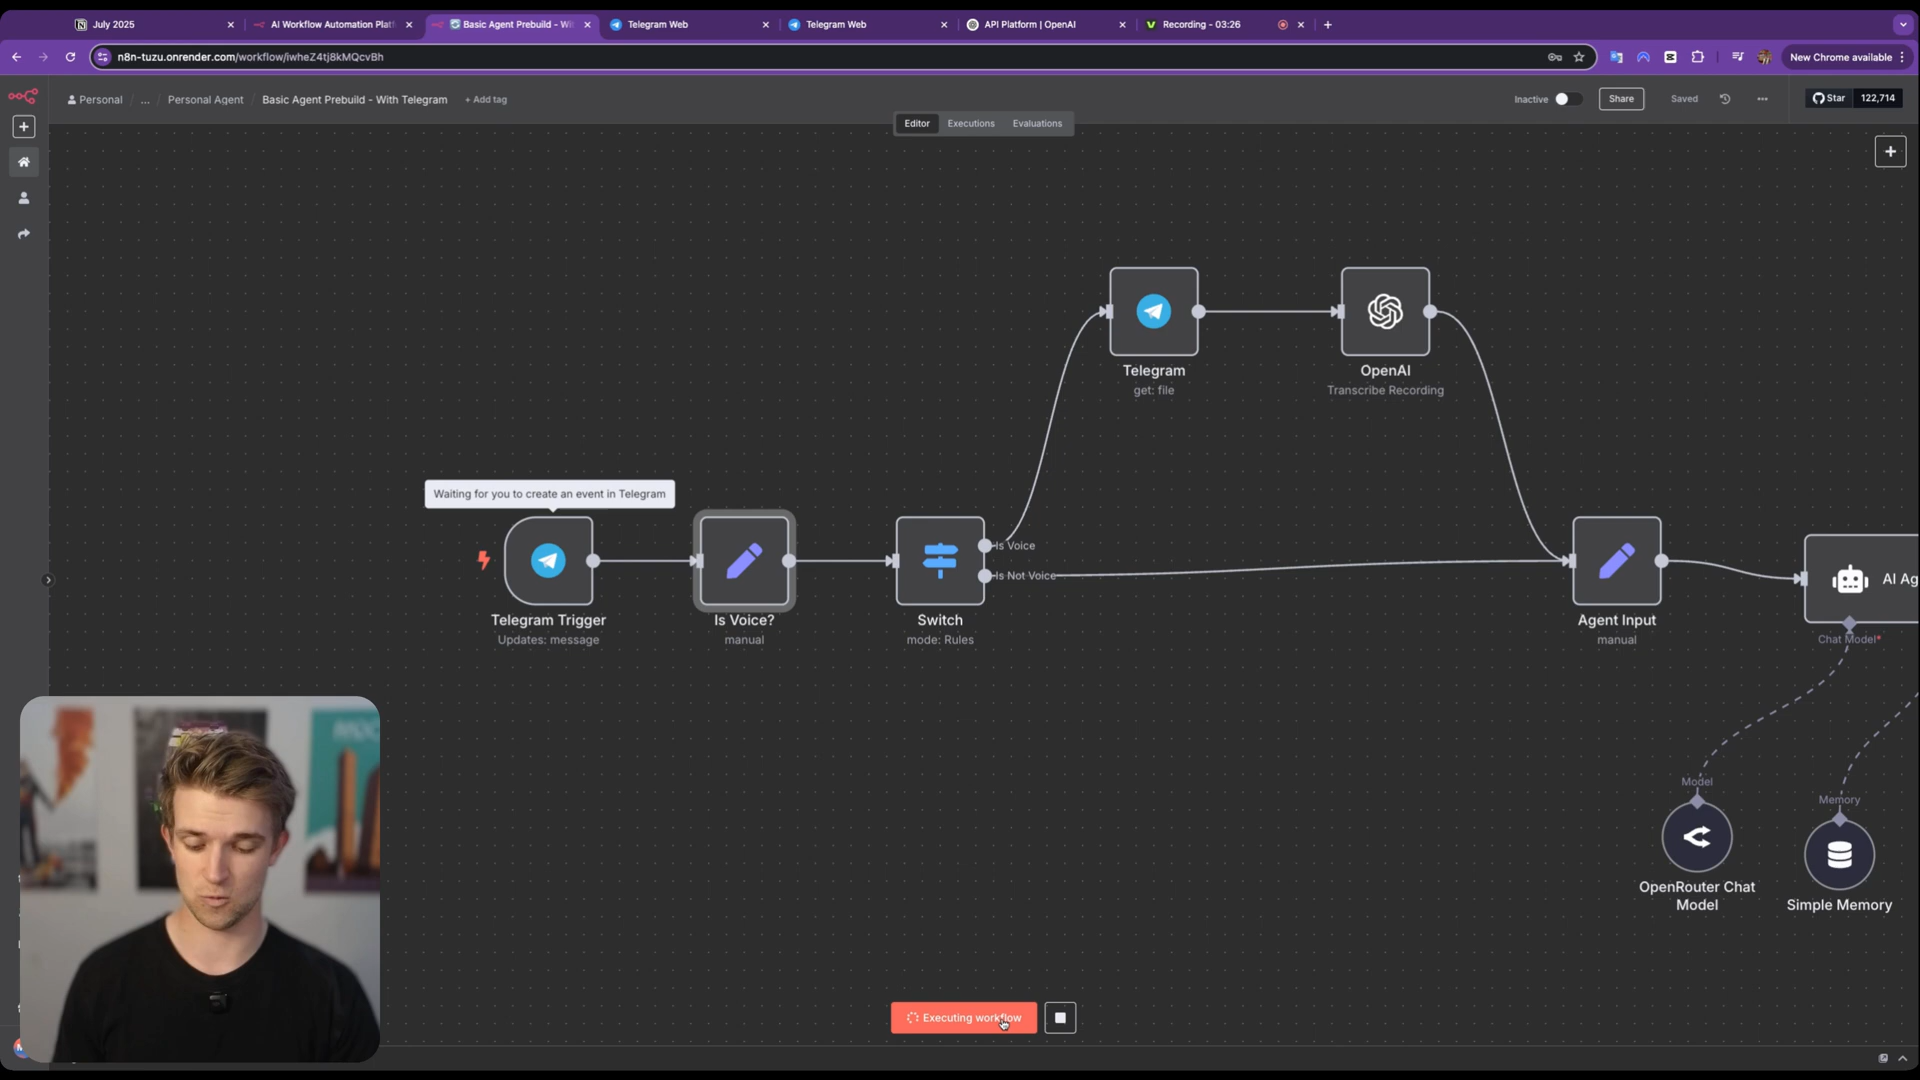 July 2025
AI Workflow Automation Platf
Basic Agent Prebuild - Wi
Telegram Web
Telegram Web
API Platform | OpenAI
Recording - 03:26
n8n-tuzu.onrender.com/workflow/iwheZ4tj8kMQcvBh
New Chrome available
Personal
...
Personal Agent
/
Basic Agent Prebuild - With Telegram
+ Add tag
Inactive
Share
Saved
Star
122,714
Editor
Executions
Evaluations
Telegram
get: file
OpenAI
Transcribe Recording
Waiting for you to create an event in Telegram
Is Voice
Is Not Voice
Telegram Trigger
Updates: message
Is Voice?
manual
Switch
mode: Rules
Agent Input
manual
AI Ag
Chat Model*
Model
Memory
OpenRouter Chat
Model
Simple Memory
Executing workflow